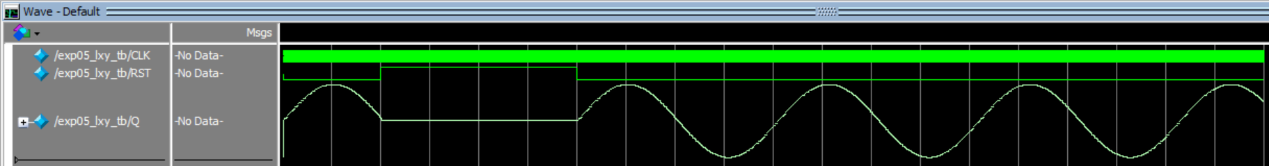 Wave - Default
Msgs
/exp05_lxy_tb/CLK -No Data-
/exp05_lxy_tb/RST -No Data-
/exp05_lxy_tb/Q -No Data-